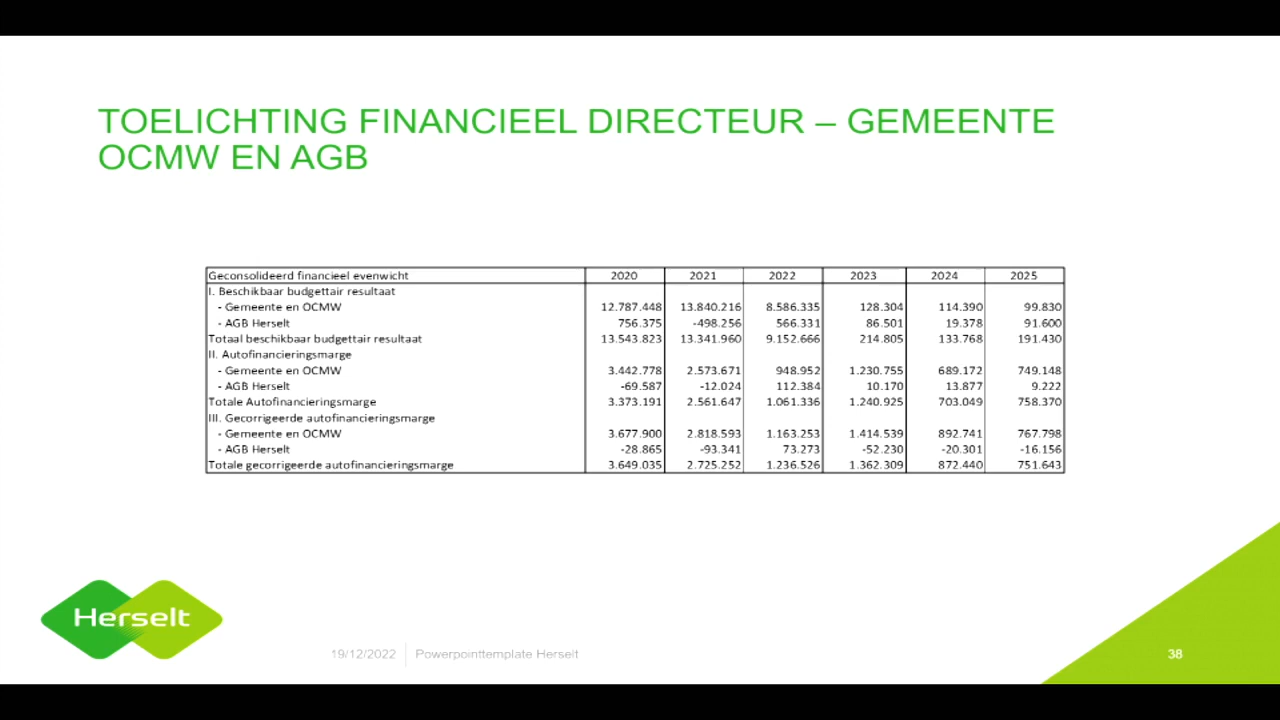 TOELICHTING FINANCIEEL DIRECTEUR – GEMEENTE
OCMW EN AGB
Geconsolideerd financieel evenwicht 2020 2021 2022 2023 2024 2025
I. Beschikbaar budgettair resultaat
- Gemeente en OCMW 12.787.448 13.840.216 8.586.335 128.304 114.390 99.830
- AGB Herselt 756.375 -498.256 566.331 86.501 19.378 91.600
Totaal beschikbaar budgettair resultaat 13.543.823 13.341.960 9.152.666 214.805 133.768 191.430
II. Autofinancieringsmarge
- Gemeente en OCMW 3.442.778 2.573.671 948.952 1.230.755 689.172 749.148
- AGB Herselt -69.587 -12.024 112.384 10.170 13.877 9.222
Totale Autofinancieringsmarge 3.373.191 2.561.647 1.061.336 1.240.925 703.049 758.370
III. Gecorrigeerde autofinancieringsmarge
- Gemeente en OCMW 3.677.900 2.818.593 1.163.253 1.414.539 892.741 767.798
- AGB Herselt -28.865 -93.341 73.273 -52.230 -20.301 -16.156
Totale gecorrigeerde autofinancieringsmarge 3.649.035 2.725.252 1.236.526 1.362.309 872.440 751.643
Herselt
19/12/2022 Powerpointtemplate Herselt 38